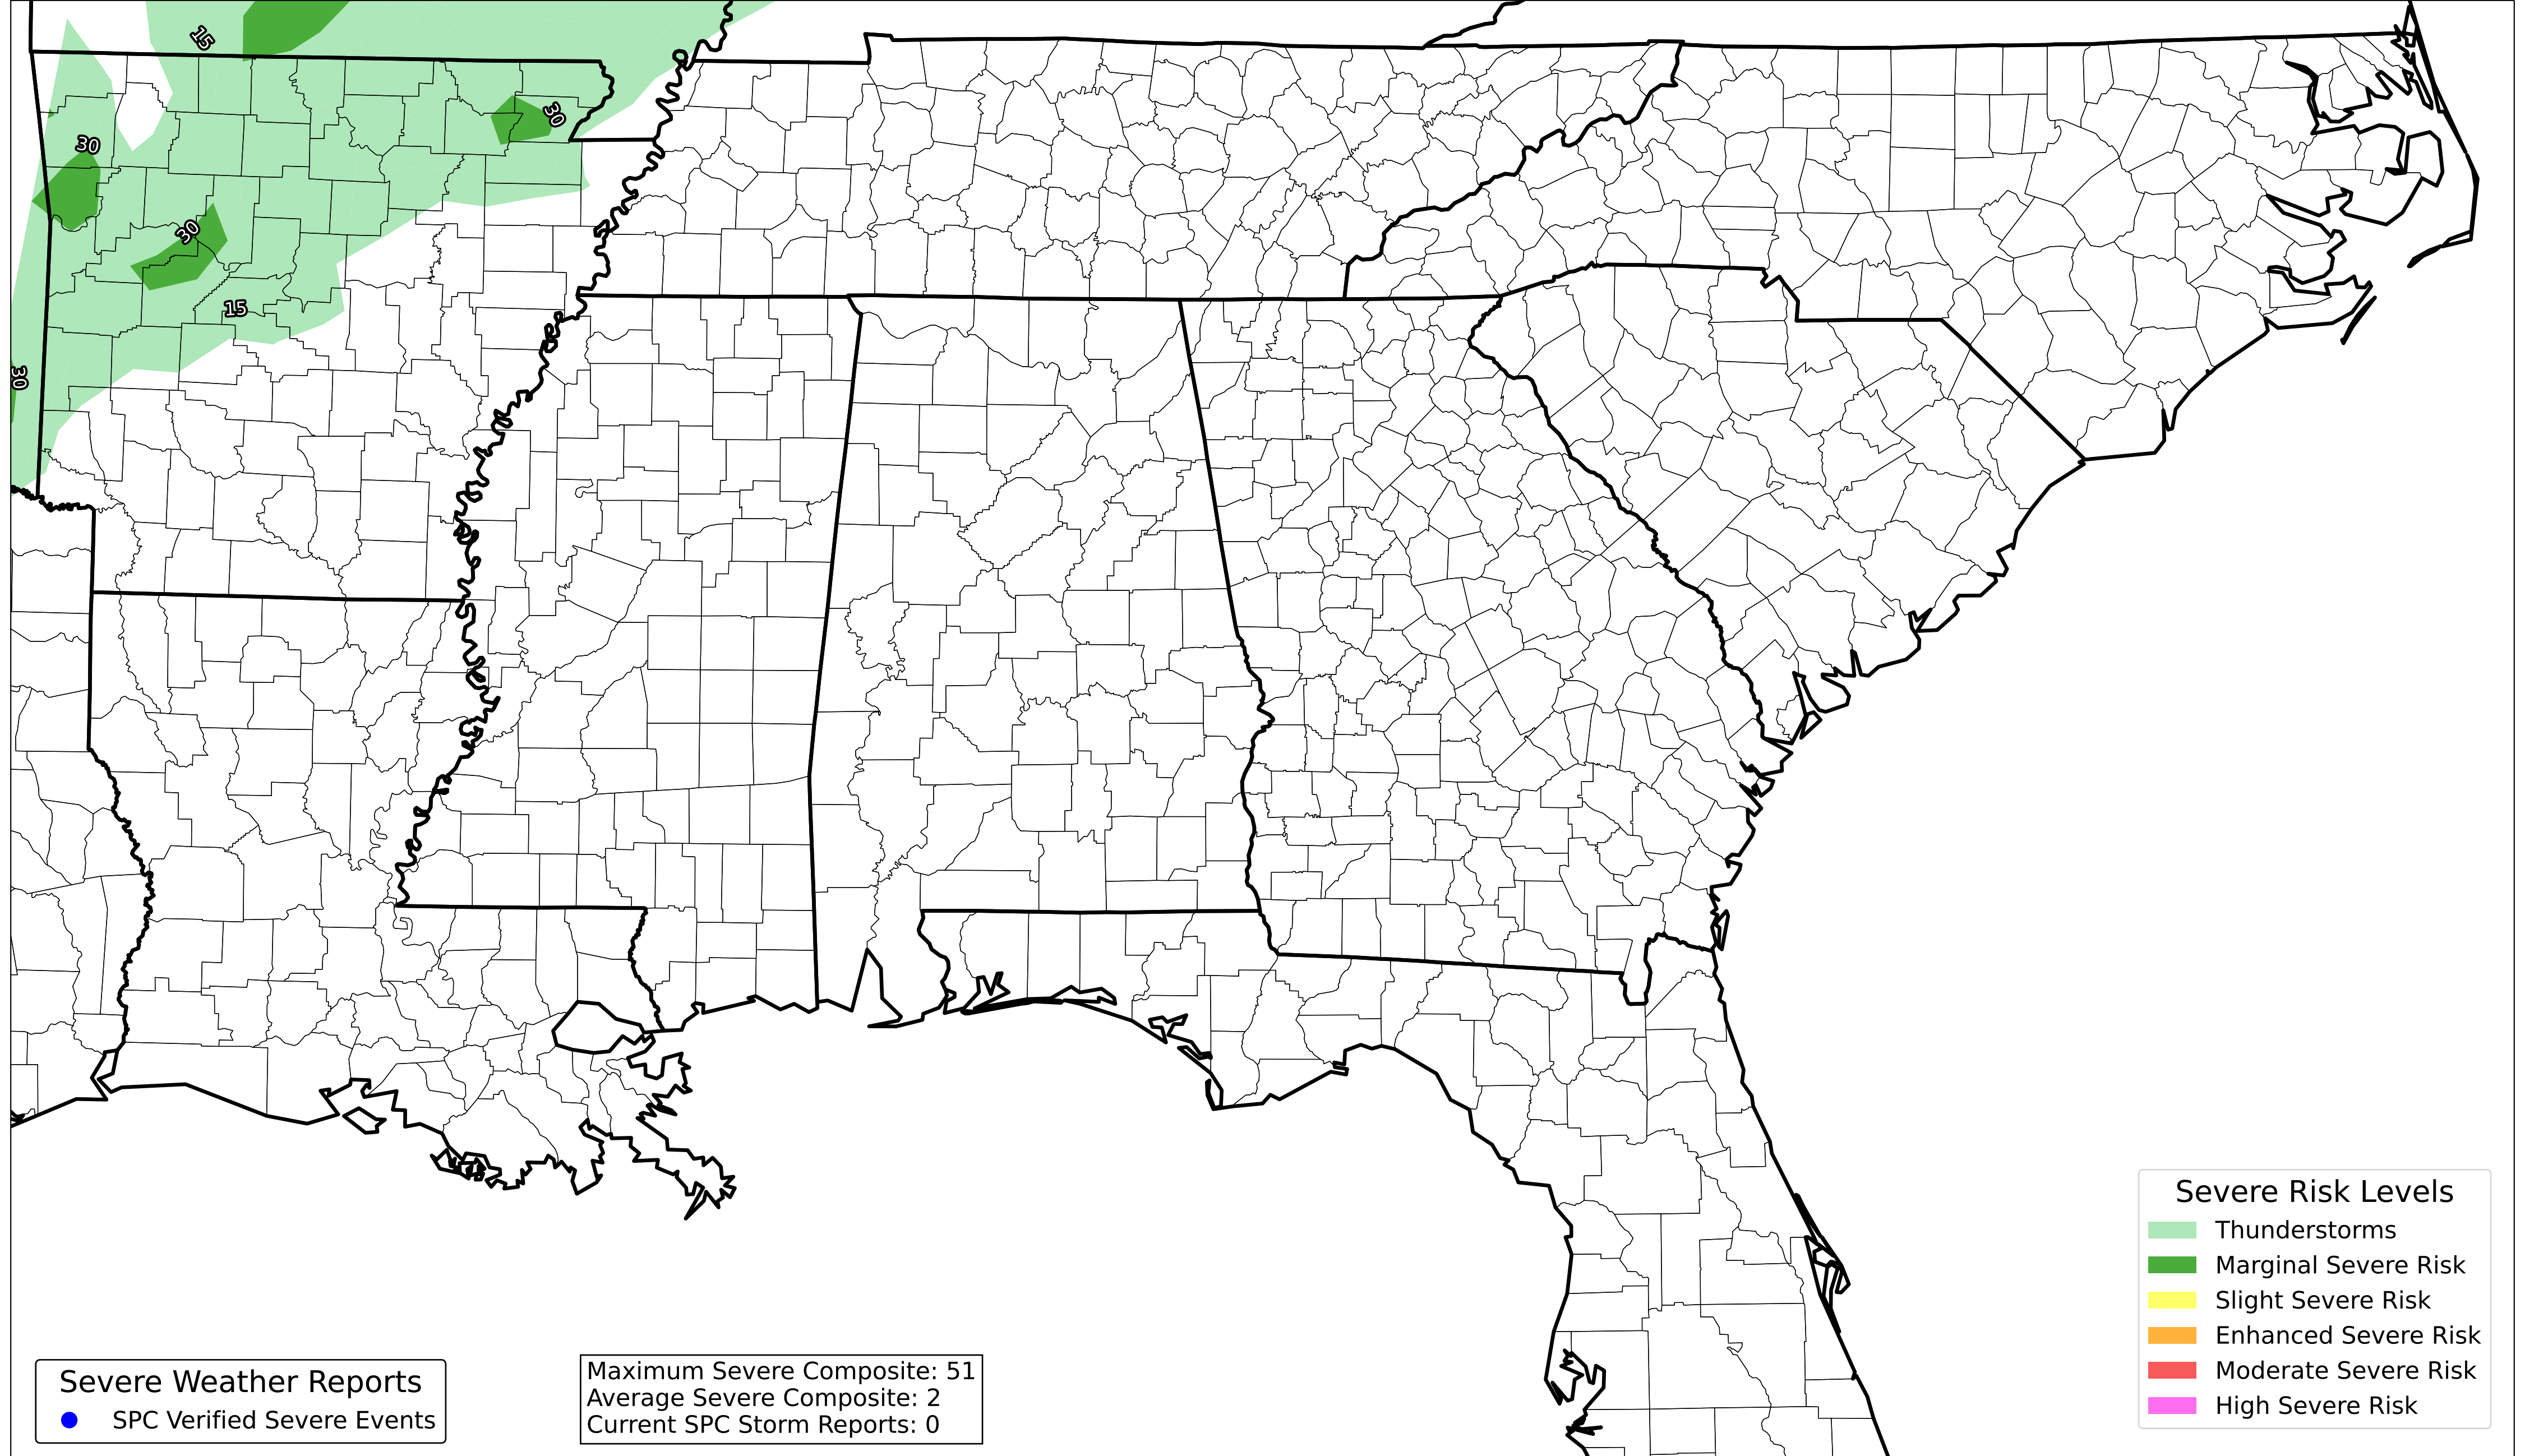 15
30
30
30
15
30
Severe Risk Levels
Thunderstorms
Marginal Severe Risk
Slight Severe Risk
Enhanced Severe Risk
Moderate Severe Risk
High Severe Risk
Severe Weather Reports
SPC Verified Severe Events
Maximum Severe Composite: 51
Average Severe Composite: 2
Current SPC Storm Reports: 0